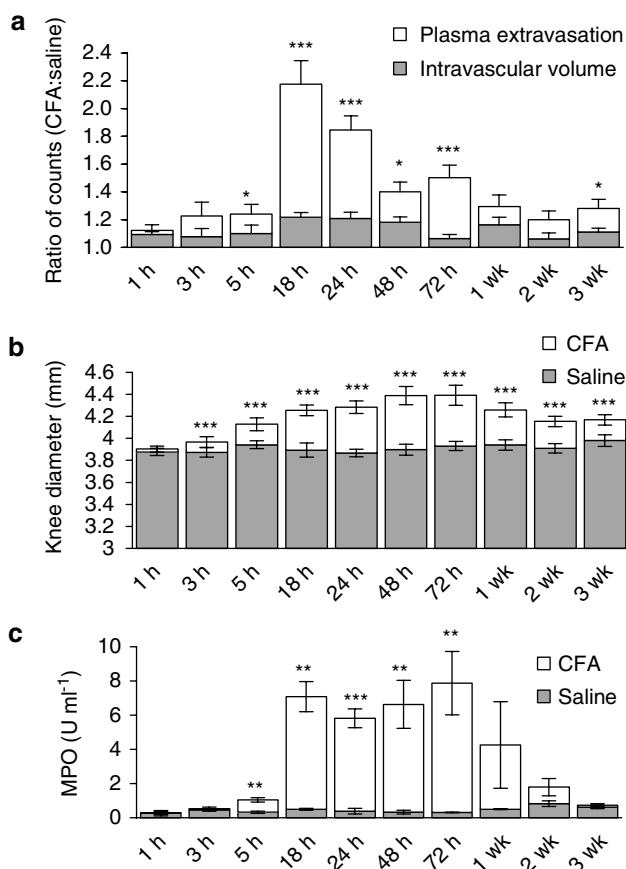 a
Plasma extravasation
Intravascular volume
Ratio of counts (CFA:saline)
2.4
2.2
2.0
1.8
1.6
1.4
1.2
1.0
*
***
***
*
***
*
1 h 3 h 5 h 18 h 24 h 48 h 72 h 1 wk 2 wk 3 wk
b
CFA
Saline
Knee diameter (mm)
4.6
4.4
4.2
4
3.8
3.6
3.4
3.2
3
*** *** *** *** *** *** *** *** ***
1 h 3 h 5 h 18 h 24 h 48 h 72 h 1 wk 2 wk 3 wk
c
CFA
Saline
MPO (U ml⁻¹)
10
8
6
4
2
0
** ** *** ** **
1 h 3 h 5 h 18 h 24 h 48 h 72 h 1 wk 2 wk 3 wk